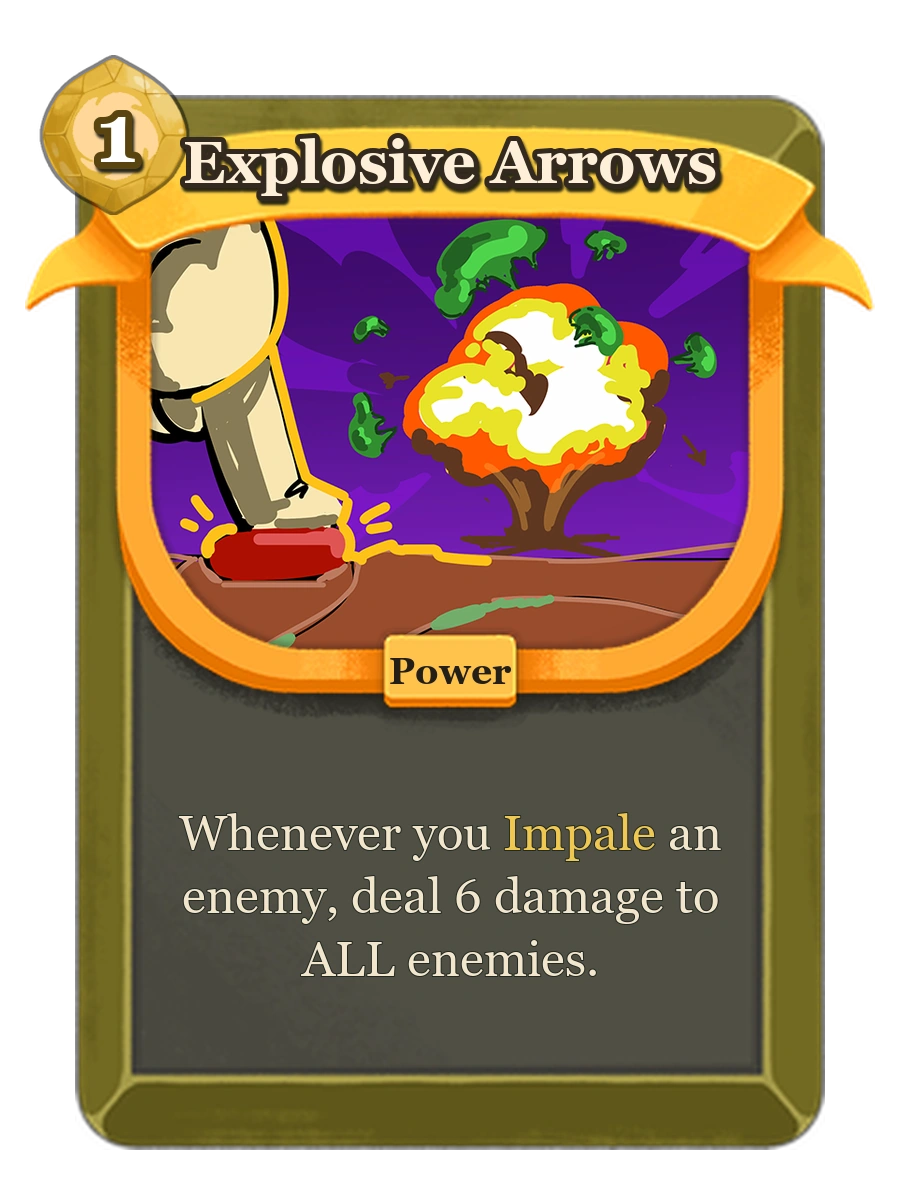 1
Explosive Arrows
Power
Whenever you Impale an
enemy, deal 6 damage to
ALL enemies.